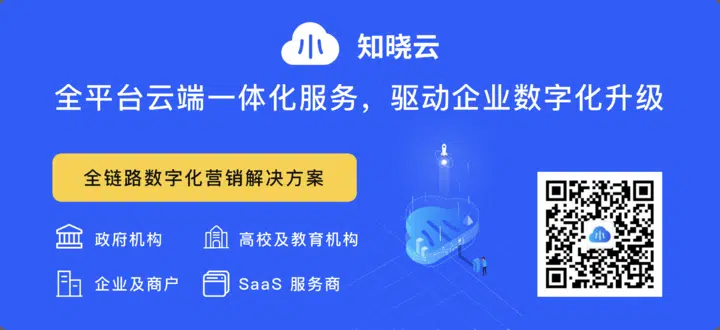 知晓云
全平台云端一体化服务，驱动企业数字化升级
全链路数字化营销解决方案
政府机构
高校及教育机构
企业及商户
SaaS 服务商